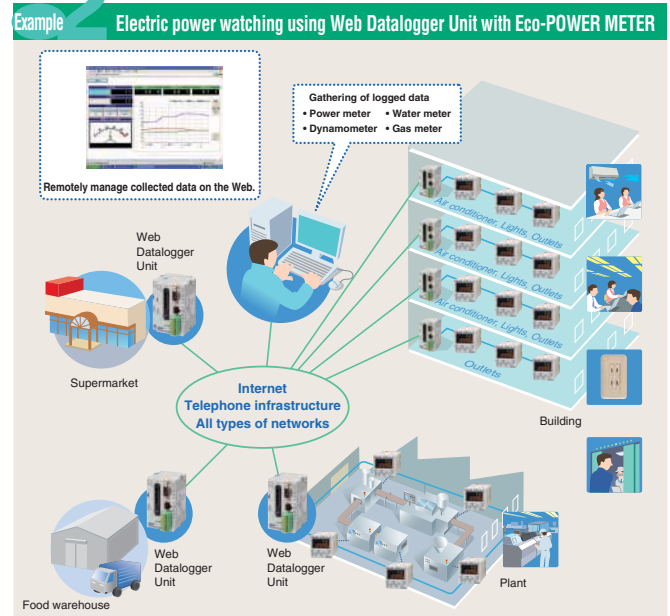 Example 2
Electric power watching using Web Datalogger Unit with Eco-POWER METER
Remotely manage collected data on the Web.
Gathering of logged data
• Power meter • Water meter
• Dynamometer • Gas meter
Air conditioner, Lights, Outlets
Air conditioner, Lights, Outlets
Air conditioner, Lights, Outlets
Outlets
Building
Web
Datalogger
Unit
Supermarket
Internet
Telephone infrastructure
All types of networks
Food warehouse
Web
Datalogger
Unit
Web
Datalogger
Unit
Plant